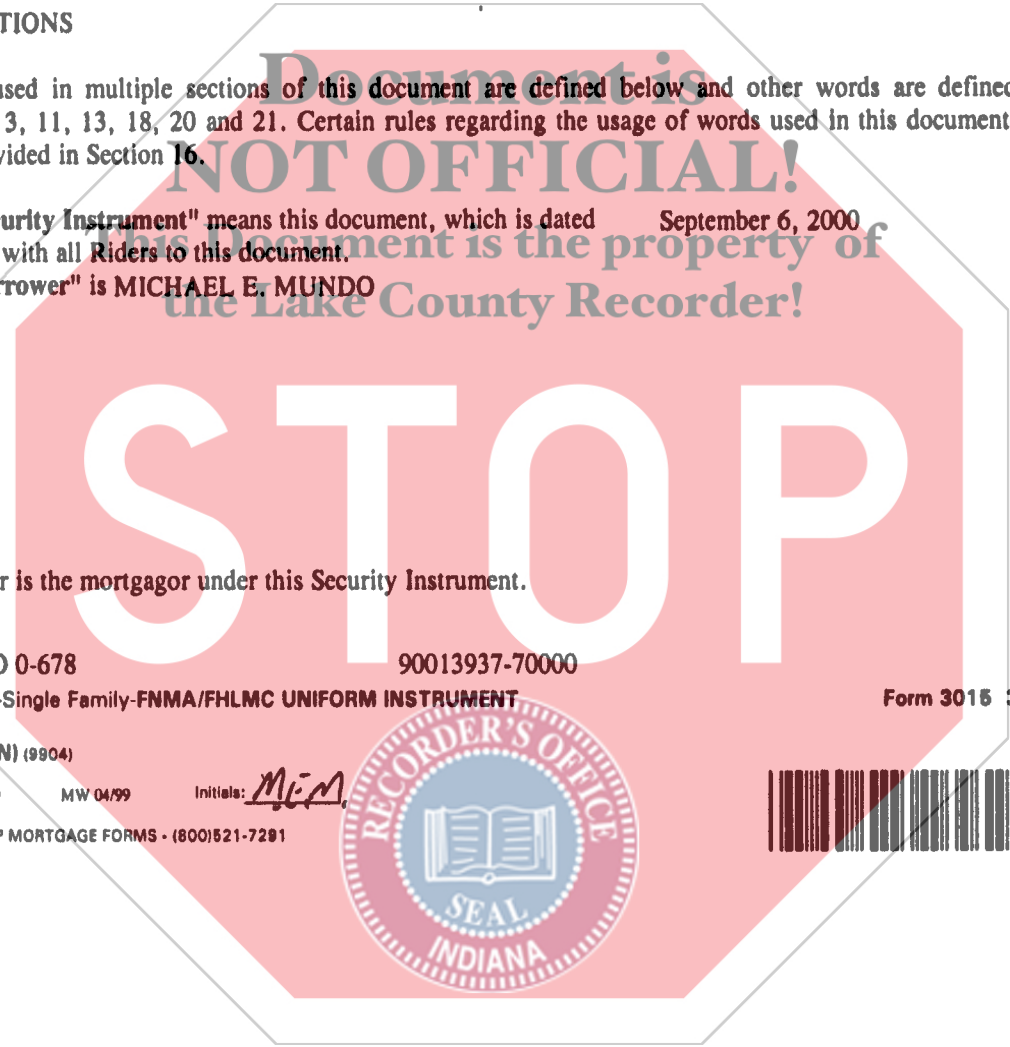 TIONS
Document is
used in multiple sections of this document are defined below and other words are defined
3, 11, 13, 18, 20 and 21. Certain rules regarding the usage of words used in this document
vided in Section 16.
NOT OFFICIAL!
urity Instrument" means this document, which is dated September 6, 2000
This Document is the property of
with all Riders to this document.
rrower" is MICHAEL E. MUNDO
the Lake County Recorder!
STOP
r is the mortgagor under this Security Instrument.
0-678 90013937-70000
-Single Family-FNMA/FHLMC UNIFORM INSTRUMENT Form 3015
N) (9904)
MW 04/99 Initials: MEM
MORTGAGE FORMS - (800)521-7291
RECORDER'S OFFICE
SEAL
INDIANA